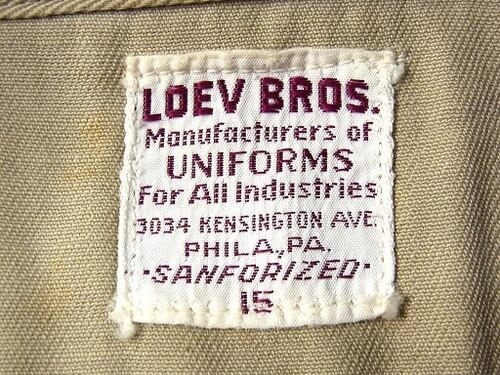 LOEV BROS.
Manufacturers of
UNIFORMS
For All Industries
3034 KENSINGTON AVE.
PHILA., PA.
·SANFORIZED·
15